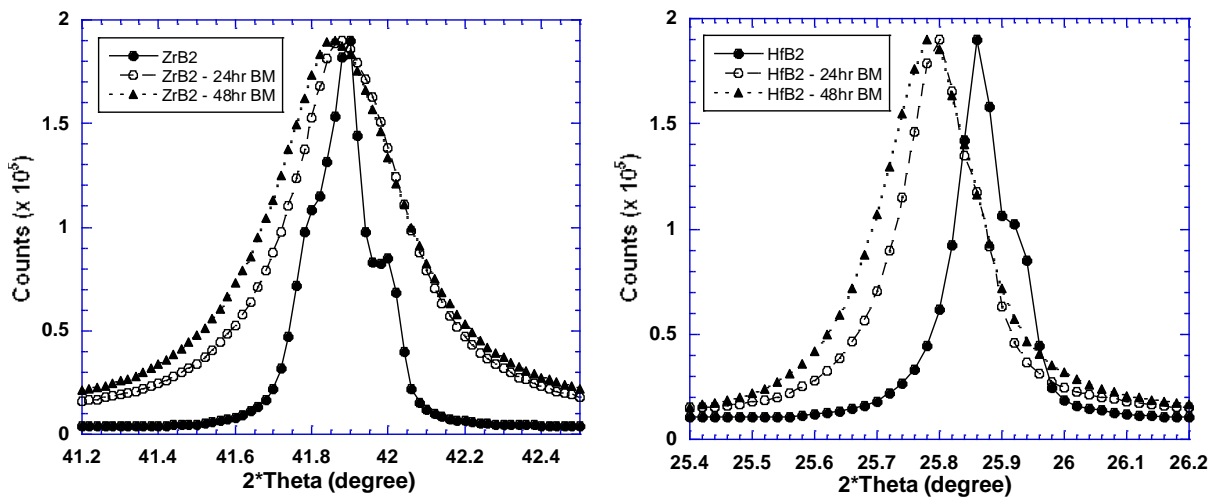 ZrB2
ZrB2 - 24hr BM
ZrB2 - 48hr BM
2
1.5
1
0.5
0
Counts (x 10⁵)
41.2 41.4 41.6 41.8 42 42.2 42.4
2*Theta (degree)
HfB2
HfB2 - 24hr BM
HfB2 - 48hr BM
2
1.5
1
0.5
0
Counts (x 10⁵)
25.4 25.5 25.6 25.7 25.8 25.9 26 26.1 26.2
2*Theta (degree)